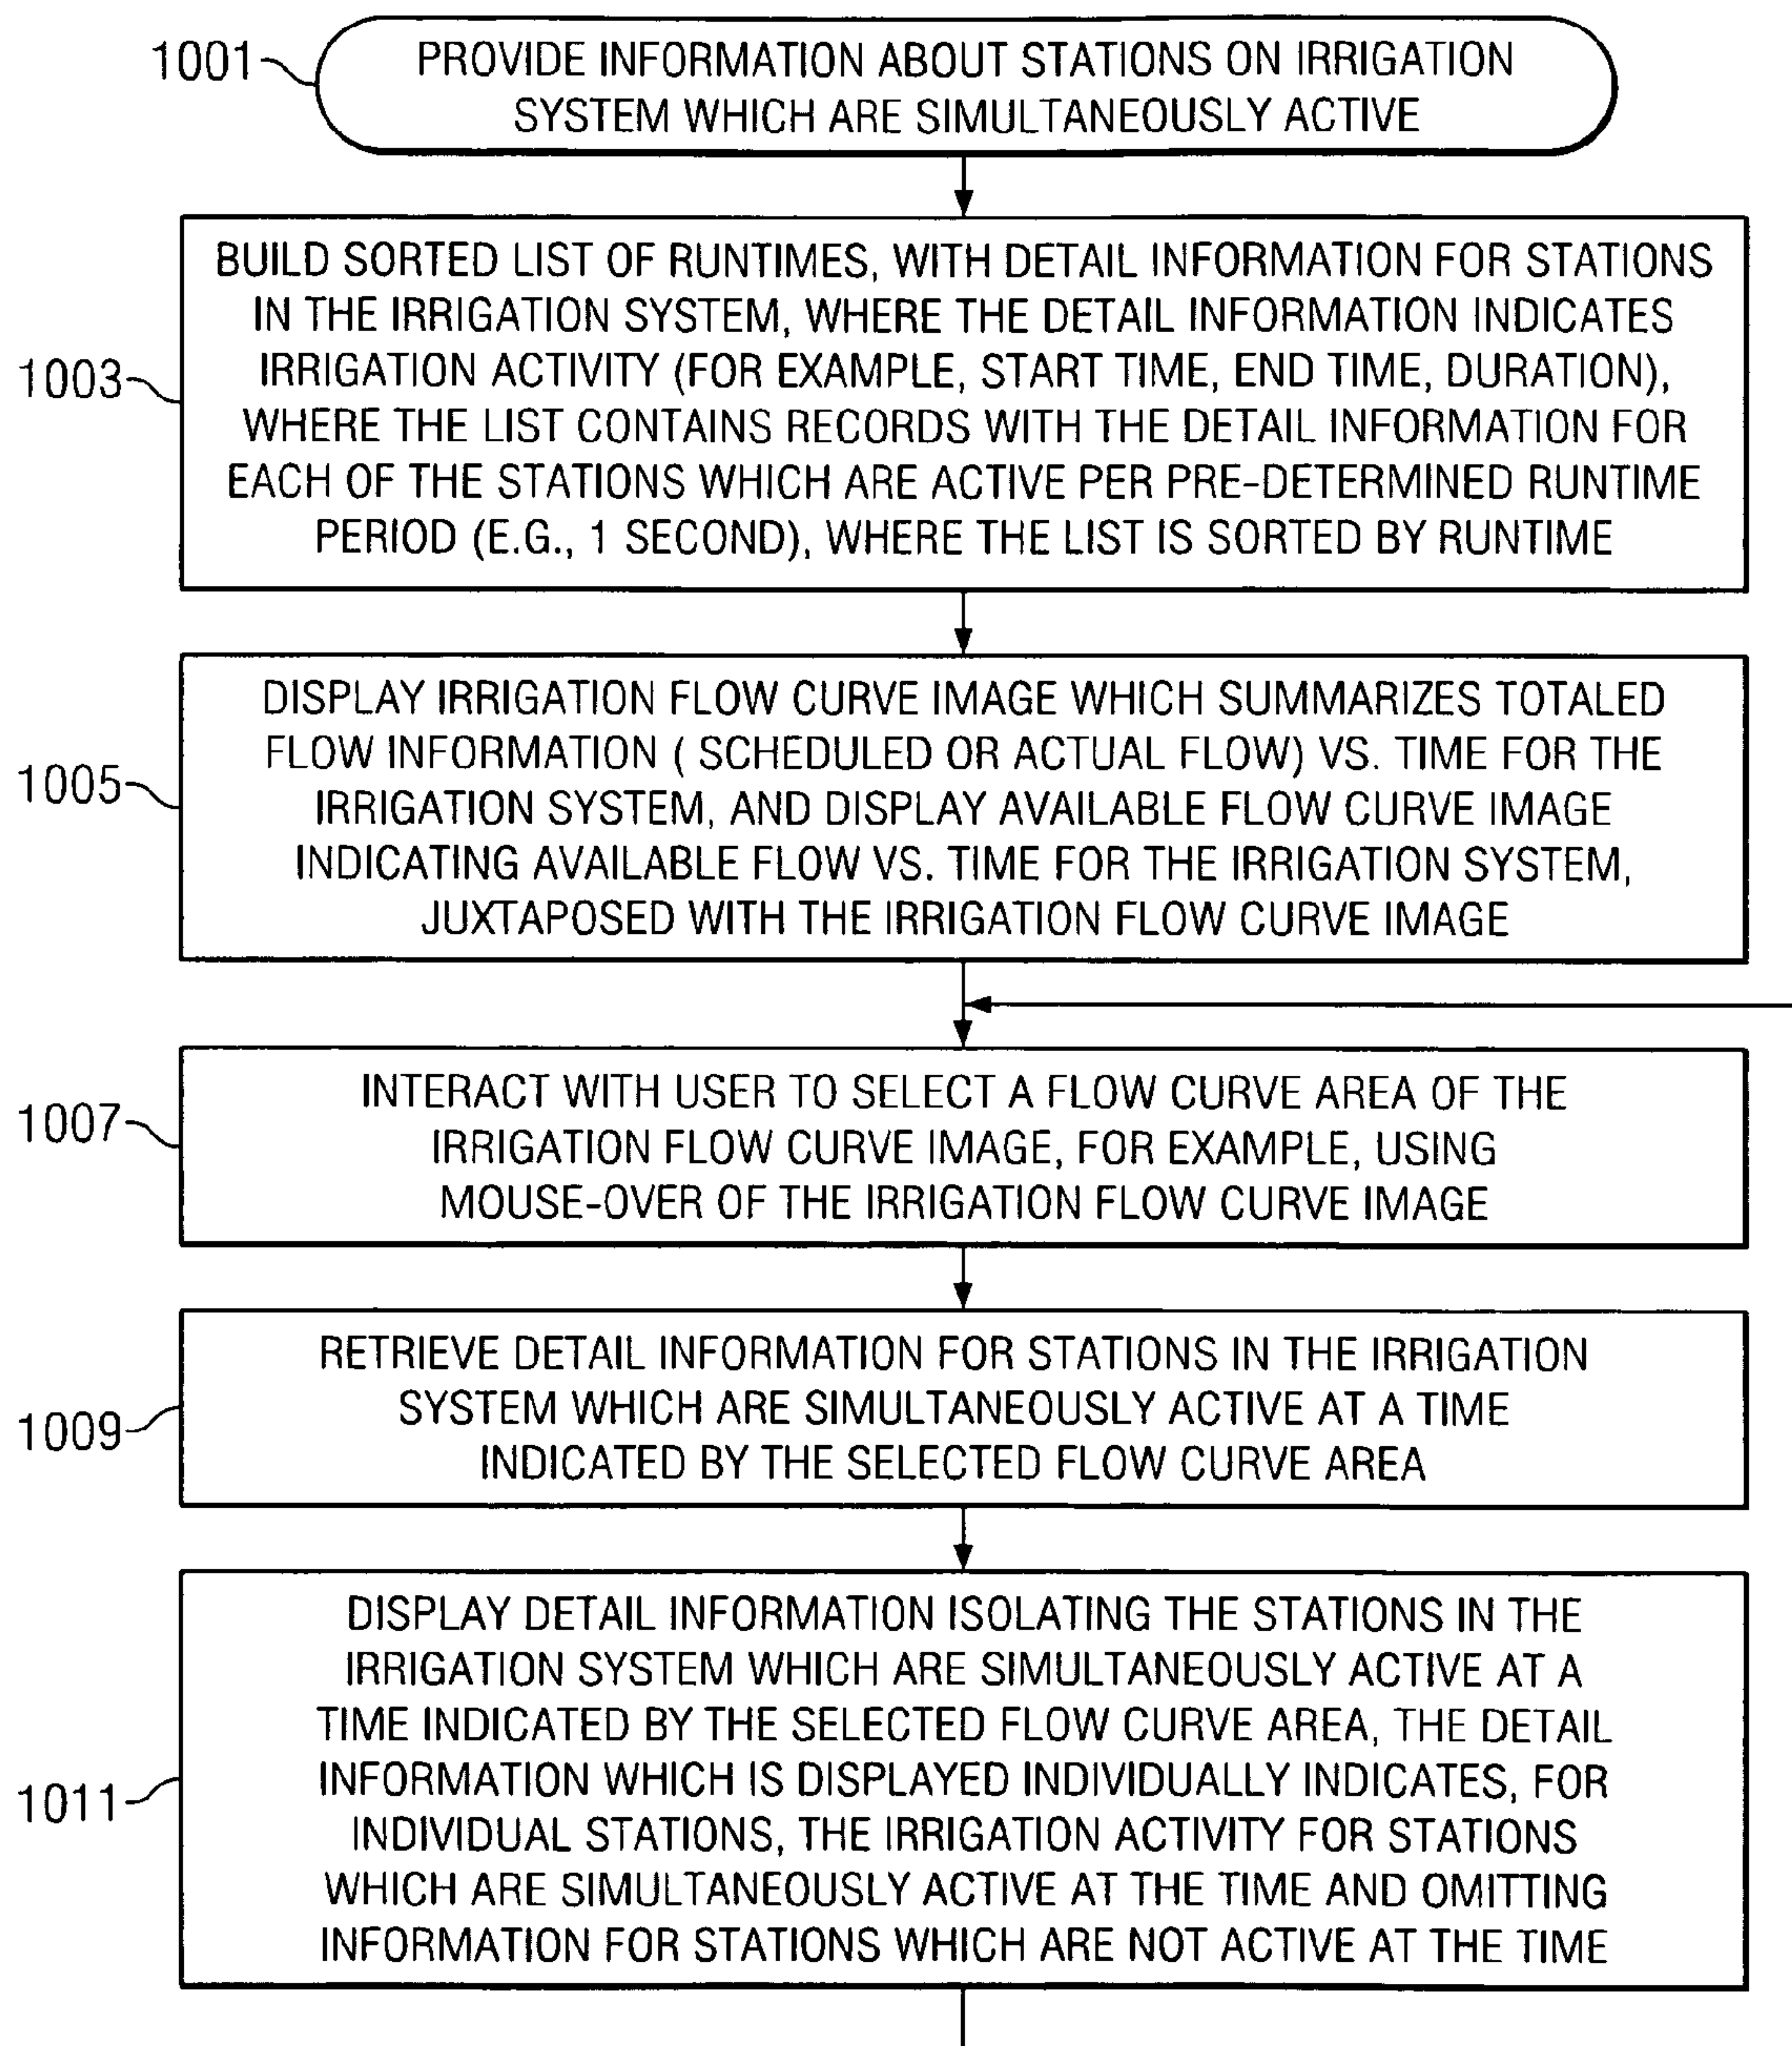 1001
PROVIDE INFORMATION ABOUT STATIONS ON IRRIGATION
SYSTEM WHICH ARE SIMULTANEOUSLY ACTIVE
1003
BUILD SORTED LIST OF RUNTIMES, WITH DETAIL INFORMATION FOR STATIONS
IN THE IRRIGATION SYSTEM, WHERE THE DETAIL INFORMATION INDICATES
IRRIGATION ACTIVITY (FOR EXAMPLE, START TIME, END TIME, DURATION),
WHERE THE LIST CONTAINS RECORDS WITH THE DETAIL INFORMATION FOR
EACH OF THE STATIONS WHICH ARE ACTIVE PER PRE-DETERMINED RUNTIME
PERIOD (E.G., 1 SECOND), WHERE THE LIST IS SORTED BY RUNTIME
1005
DISPLAY IRRIGATION FLOW CURVE IMAGE WHICH SUMMARIZES TOTALED
FLOW INFORMATION ( SCHEDULED OR ACTUAL FLOW) VS. TIME FOR THE
IRRIGATION SYSTEM, AND DISPLAY AVAILABLE FLOW CURVE IMAGE
INDICATING AVAILABLE FLOW VS. TIME FOR THE IRRIGATION SYSTEM,
JUXTAPOSED WITH THE IRRIGATION FLOW CURVE IMAGE
1007
INTERACT WITH USER TO SELECT A FLOW CURVE AREA OF THE
IRRIGATION FLOW CURVE IMAGE, FOR EXAMPLE, USING
MOUSE-OVER OF THE IRRIGATION FLOW CURVE IMAGE
1009
RETRIEVE DETAIL INFORMATION FOR STATIONS IN THE IRRIGATION
SYSTEM WHICH ARE SIMULTANEOUSLY ACTIVE AT A TIME
INDICATED BY THE SELECTED FLOW CURVE AREA
1011
DISPLAY DETAIL INFORMATION ISOLATING THE STATIONS IN THE
IRRIGATION SYSTEM WHICH ARE SIMULTANEOUSLY ACTIVE AT A
TIME INDICATED BY THE SELECTED FLOW CURVE AREA, THE DETAIL
INFORMATION WHICH IS DISPLAYED INDIVIDUALLY INDICATES, FOR
INDIVIDUAL STATIONS, THE IRRIGATION ACTIVITY FOR STATIONS
WHICH ARE SIMULTANEOUSLY ACTIVE AT THE TIME AND OMITTING
INFORMATION FOR STATIONS WHICH ARE NOT ACTIVE AT THE TIME